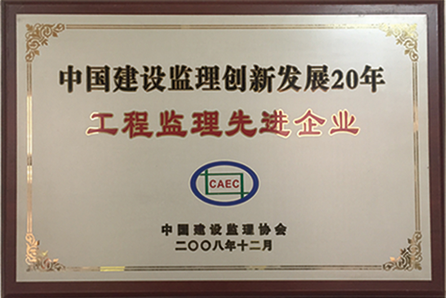 中国建设监理创新发展20年
工程监理先进企业
CAEC
中国建设监理协会
二〇〇八年十二月